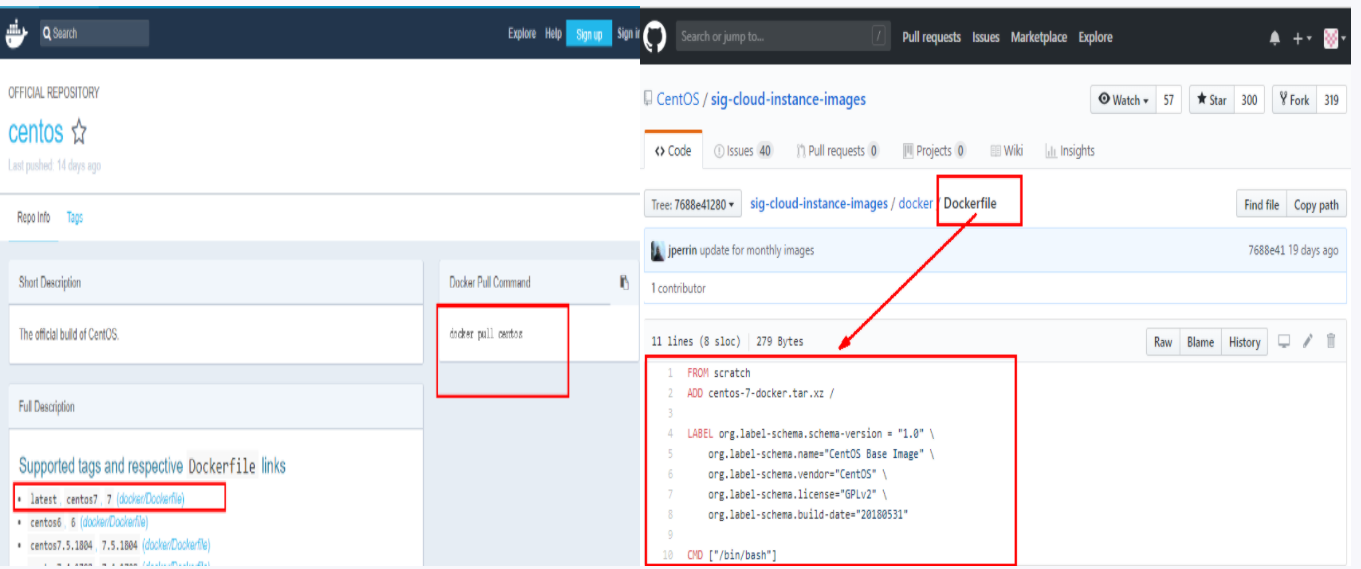 Search
Explore Help Sign up Sign i
OFFICIAL REPOSITORY
centos
Last pushed: 14 days ago
Repo Info Tags
Short Description
The official build of CentOS.
Docker Pull Command
docker pull centos
Full Description
Supported tags and respective Dockerfile links
• latest, centos7, 7 (docker/Dockerfile)
• centos6, 6 (docker/Dockerfile)
• centos7.5.1804, 7.5.1804 (docker/Dockerfile)
Search or jump to... /
Pull requests Issues Marketplace Explore
CentOS / sig-cloud-instance-images
Watch 57 Star 300 Fork 319
Code Issues 40 Pull requests 0 Projects 0 Wiki Insights
Tree: 7688e41280 sig-cloud-instance-images / docker / Dockerfile Find file Copy path
jperrin update for monthly images 7688e41 19 days ago
1 contributor
11 lines (8 sloc) 279 Bytes Raw Blame History
1 FROM scratch
2 ADD centos-7-docker.tar.xz /
3
4 LABEL org.label-schema.schema-version = "1.0" \
5 org.label-schema.name="CentOS Base Image" \
6 org.label-schema.vendor="CentOS" \
7 org.label-schema.license="GPLv2" \
8 org.label-schema.build-date="20180531"
9
10 CMD ["/bin/bash"]